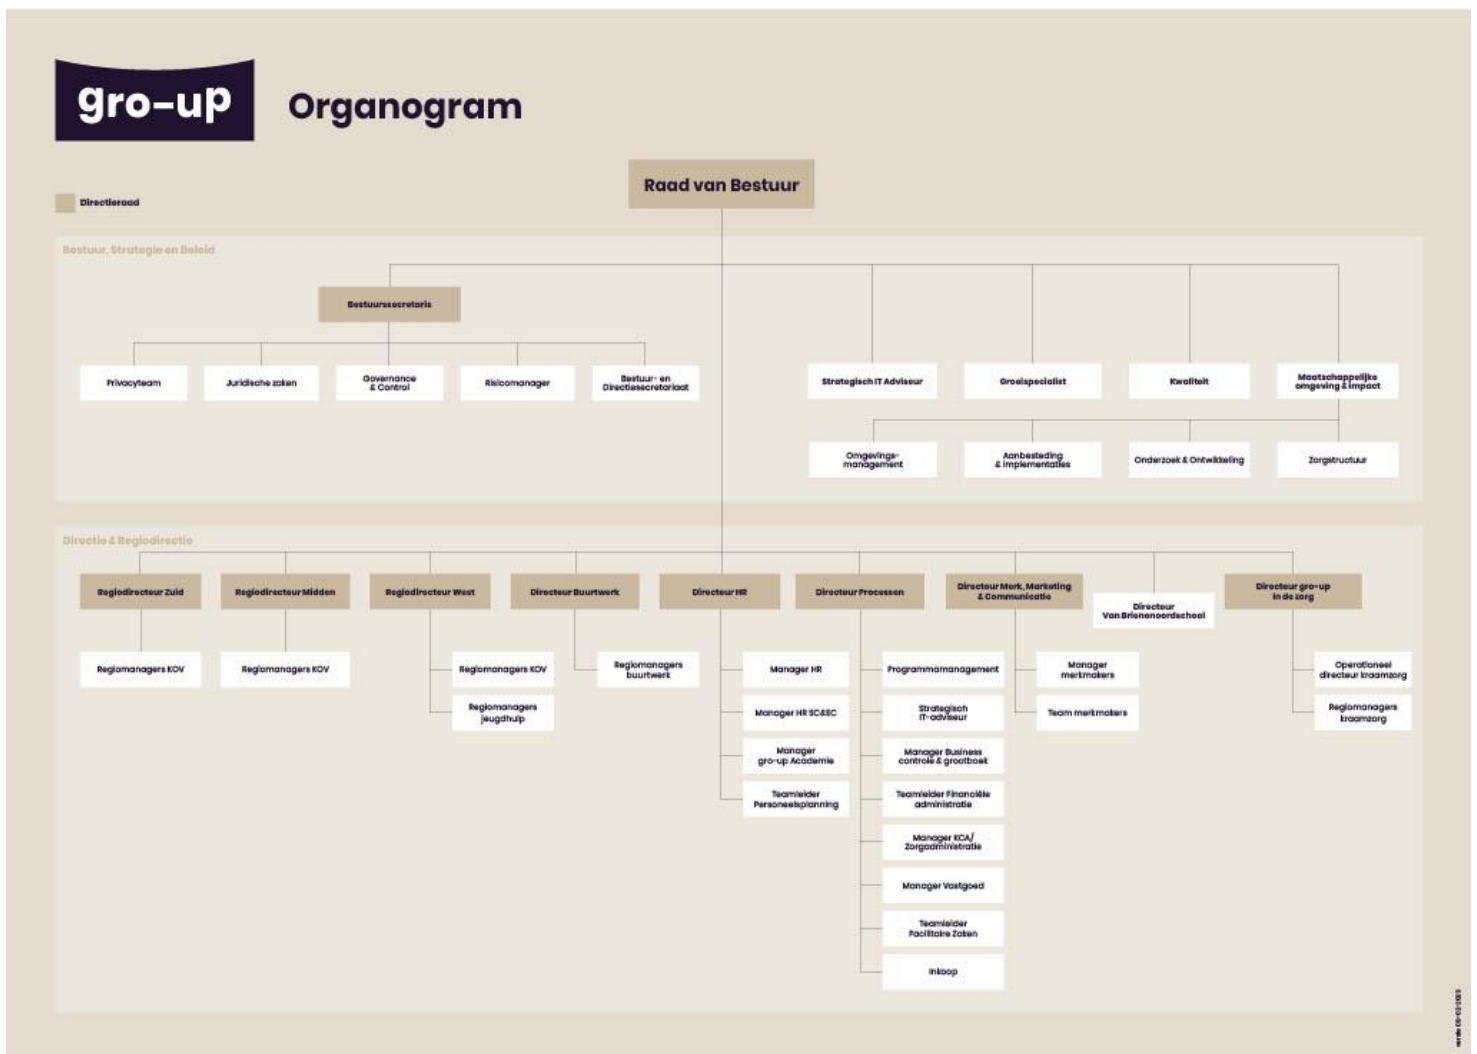 gro-up
Organogram
Raad van Bestuur
Directieraad
Bestuur, Strategie en Beleid
Bestuurssecretaris
Privacyteam
Juridische zaken
Governance
& Control
Risicomanager
Bestuur- en
Directiesecretariaat
Strategisch IT Adviseur
Groeispecialist
Kwaliteit
Maatschappelijke
omgeving & impact
Omgevings-
management
Aanbesteding
& implementaties
Onderzoek & Ontwikkeling
Zorgstructuur
Directie & Regiodirectie
Regiodirecteur Zuid
Regiodirecteur Midden
Regiodirecteur West
Directeur Buurtwerk
Directeur HR
Directeur Processen
Directeur Merk, Marketing
& Communicatie
Directeur
Van Brienenoordschool
Directeur gro-up
in de zorg
Regiomanagers KOV
Regiomanagers KOV
Regiomanagers KOV
Regiomanagers
jeugdhulp
Regiomanagers
buurtwerk
Manager HR
Manager HR SC&SC
Manager
gro-up Academie
Teamleider
Personeelsplanning
Programmamanagement
Strategisch
IT-adviseur
Manager Business
controle & grootboek
Teamleider Financiële
administratie
Manager KCA/
Zorgadministratie
Manager Vastgoed
Teamleider
Facilitaire Zaken
Inkoop
Manager
merkmakers
Team merkmakers
Operationeel
directeur kraamzorg
Regiomanagers
kraamzorg
versie